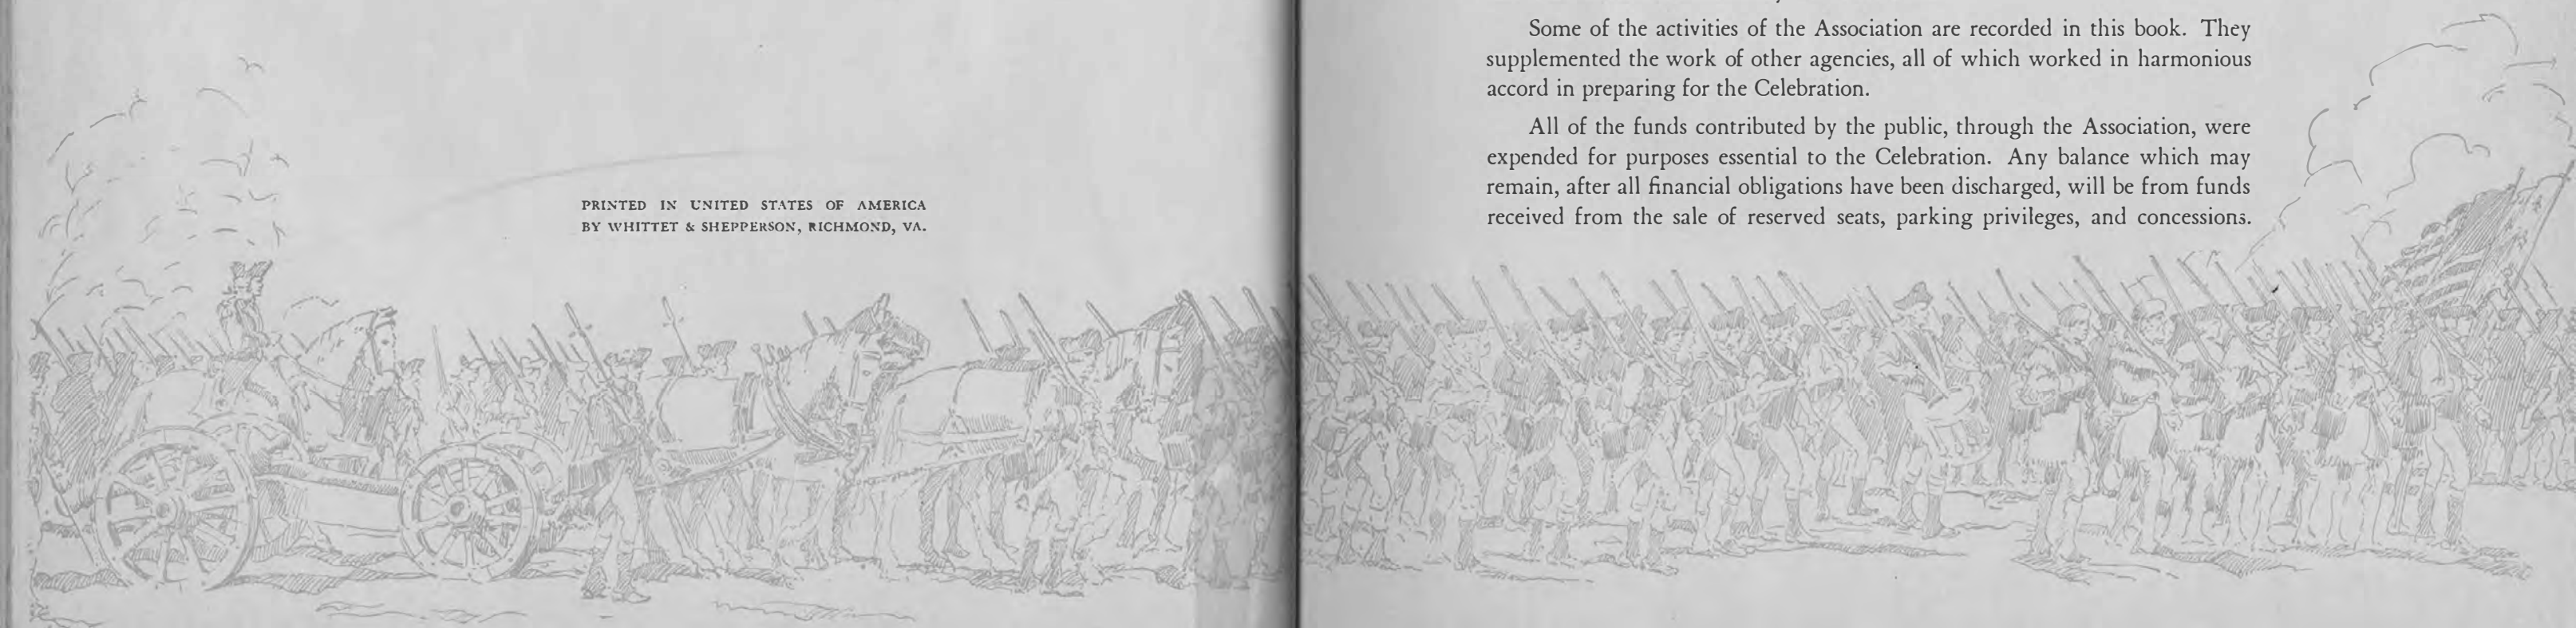 PRINTED IN UNITED STATES OF AMERICA
BY WHITTET & SHEPPERSON, RICHMOND, VA.
Some of the activities of the Association are recorded in this book. They
supplemented the work of other agencies, all of which worked in harmonious
accord in preparing for the Celebration.
All of the funds contributed by the public, through the Association, were
expended for purposes essential to the Celebration. Any balance which may
remain, after all financial obligations have been discharged, will be from funds
received from the sale of reserved seats, parking privileges, and concessions.